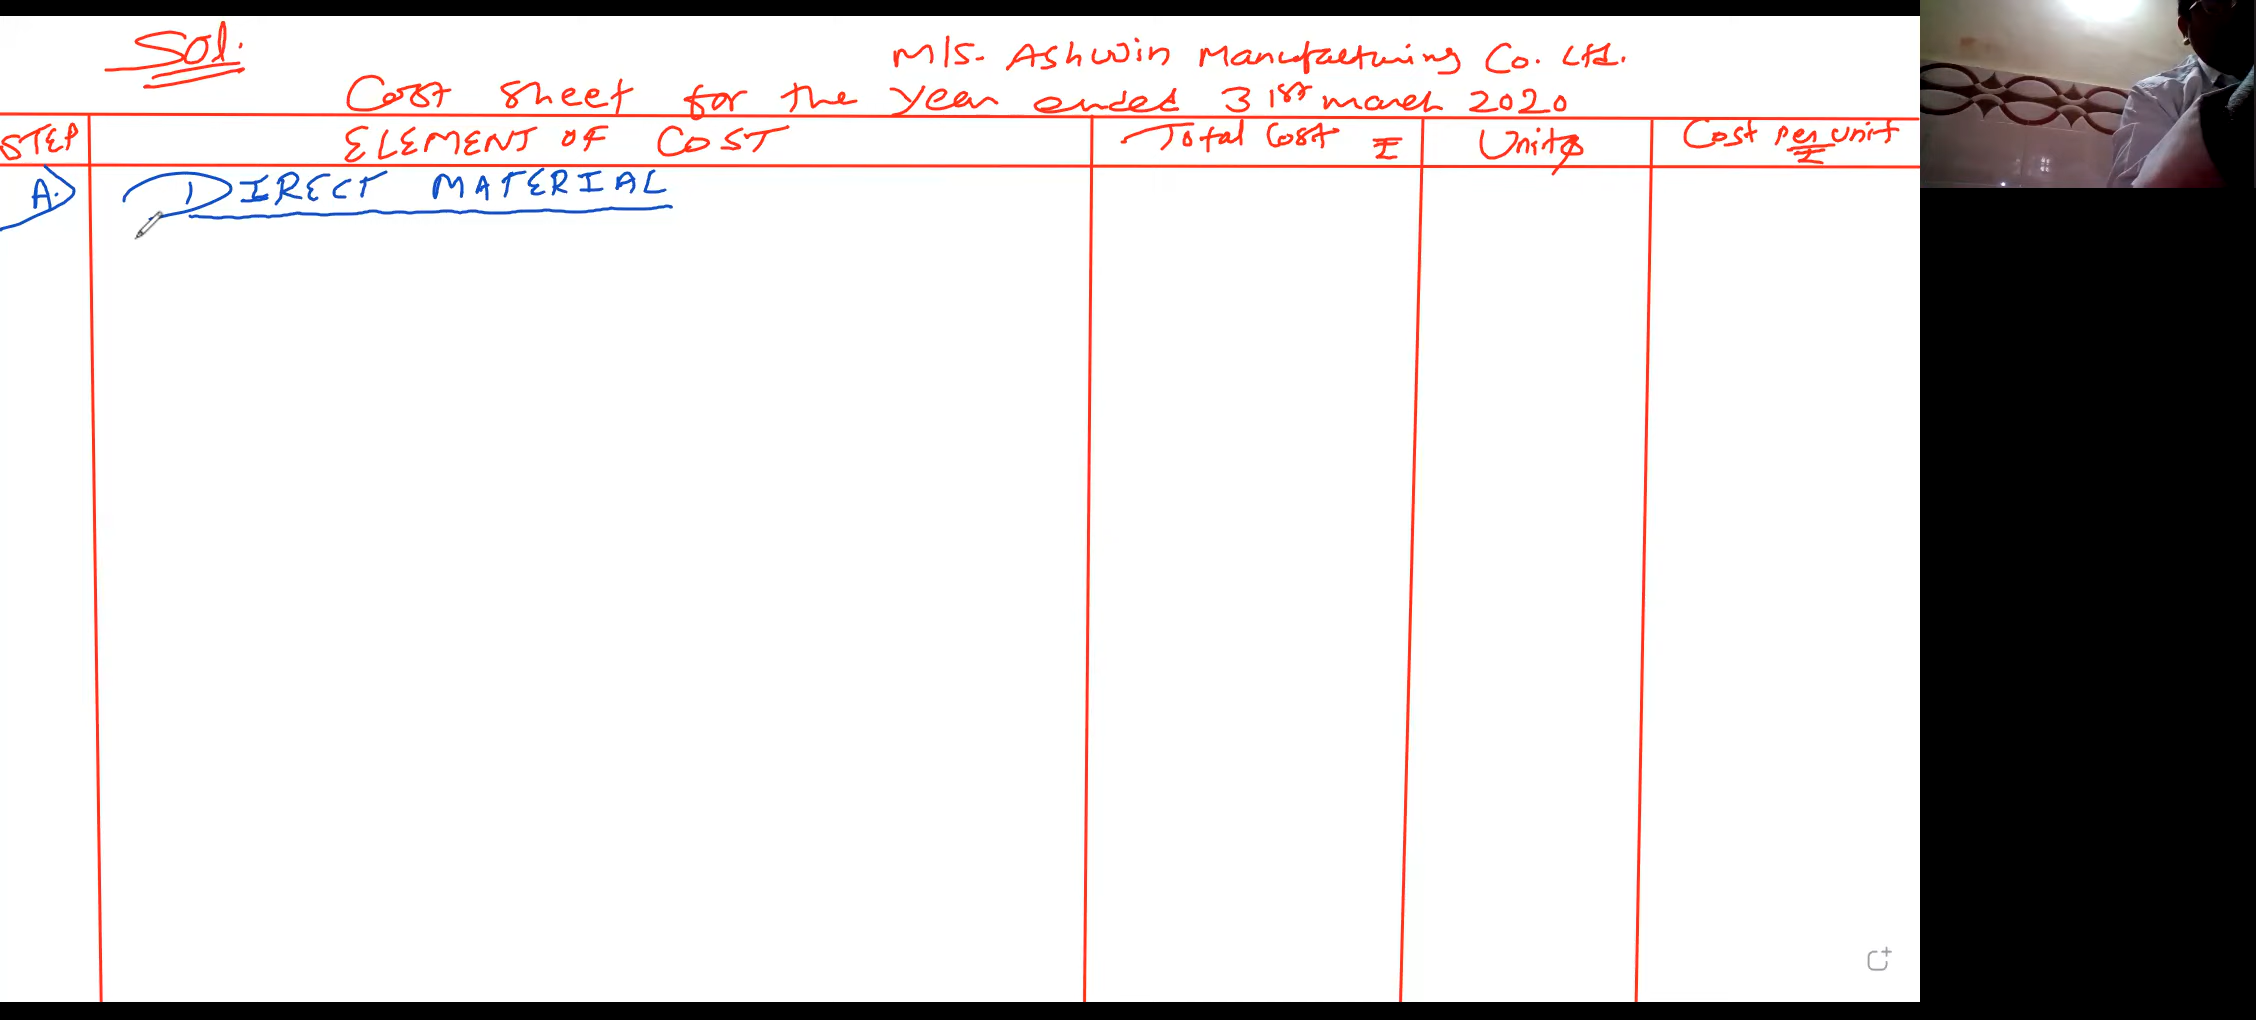 Sol.
M/S. Ashwin Manufacturing Co. Ltd.
Cost sheet for the year ended 31st march 2020
STEP ELEMENT OF COST Total Cost ₹ Units Cost per unit ₹
A. DIRECT MATERIAL